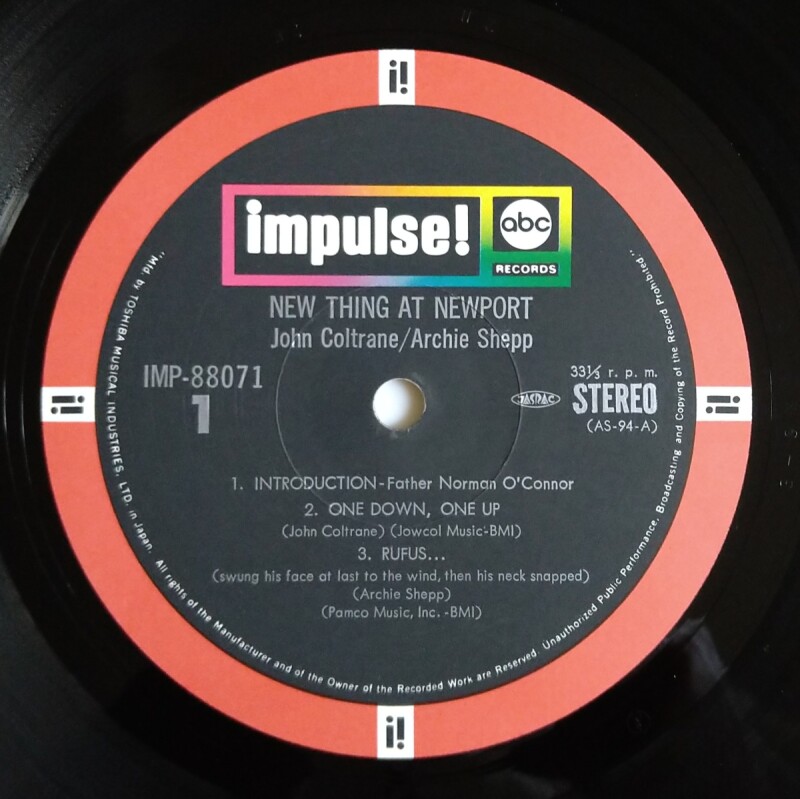 i!
impulse!
abc
RECORDS
NEW THING AT NEWPORT
John Coltrane/Archie Shepp
IMP-88071
1
JASRAC
33⅓ r. p. m.
STEREO
(AS-94-A)
i!
i!
1. INTRODUCTION-Father Norman O'Connor
2. ONE DOWN, ONE UP
(John Coltrane) (Jowcol Music-BMI)
3. RUFUS...
(swung his face at last to the wind, then his neck snapped)
(Archie Shepp)
(Pamco Music, Inc. -BMI)
"Mfd. by TOSHIBA MUSICAL INDUSTRIES, LTD. in Japan. All rights of the Manufacturer and of the Owner of the Recorded Work are Reserved. Unauthorized Public Performance, Broadcasting and Copying of the Record Prohibited."
i!